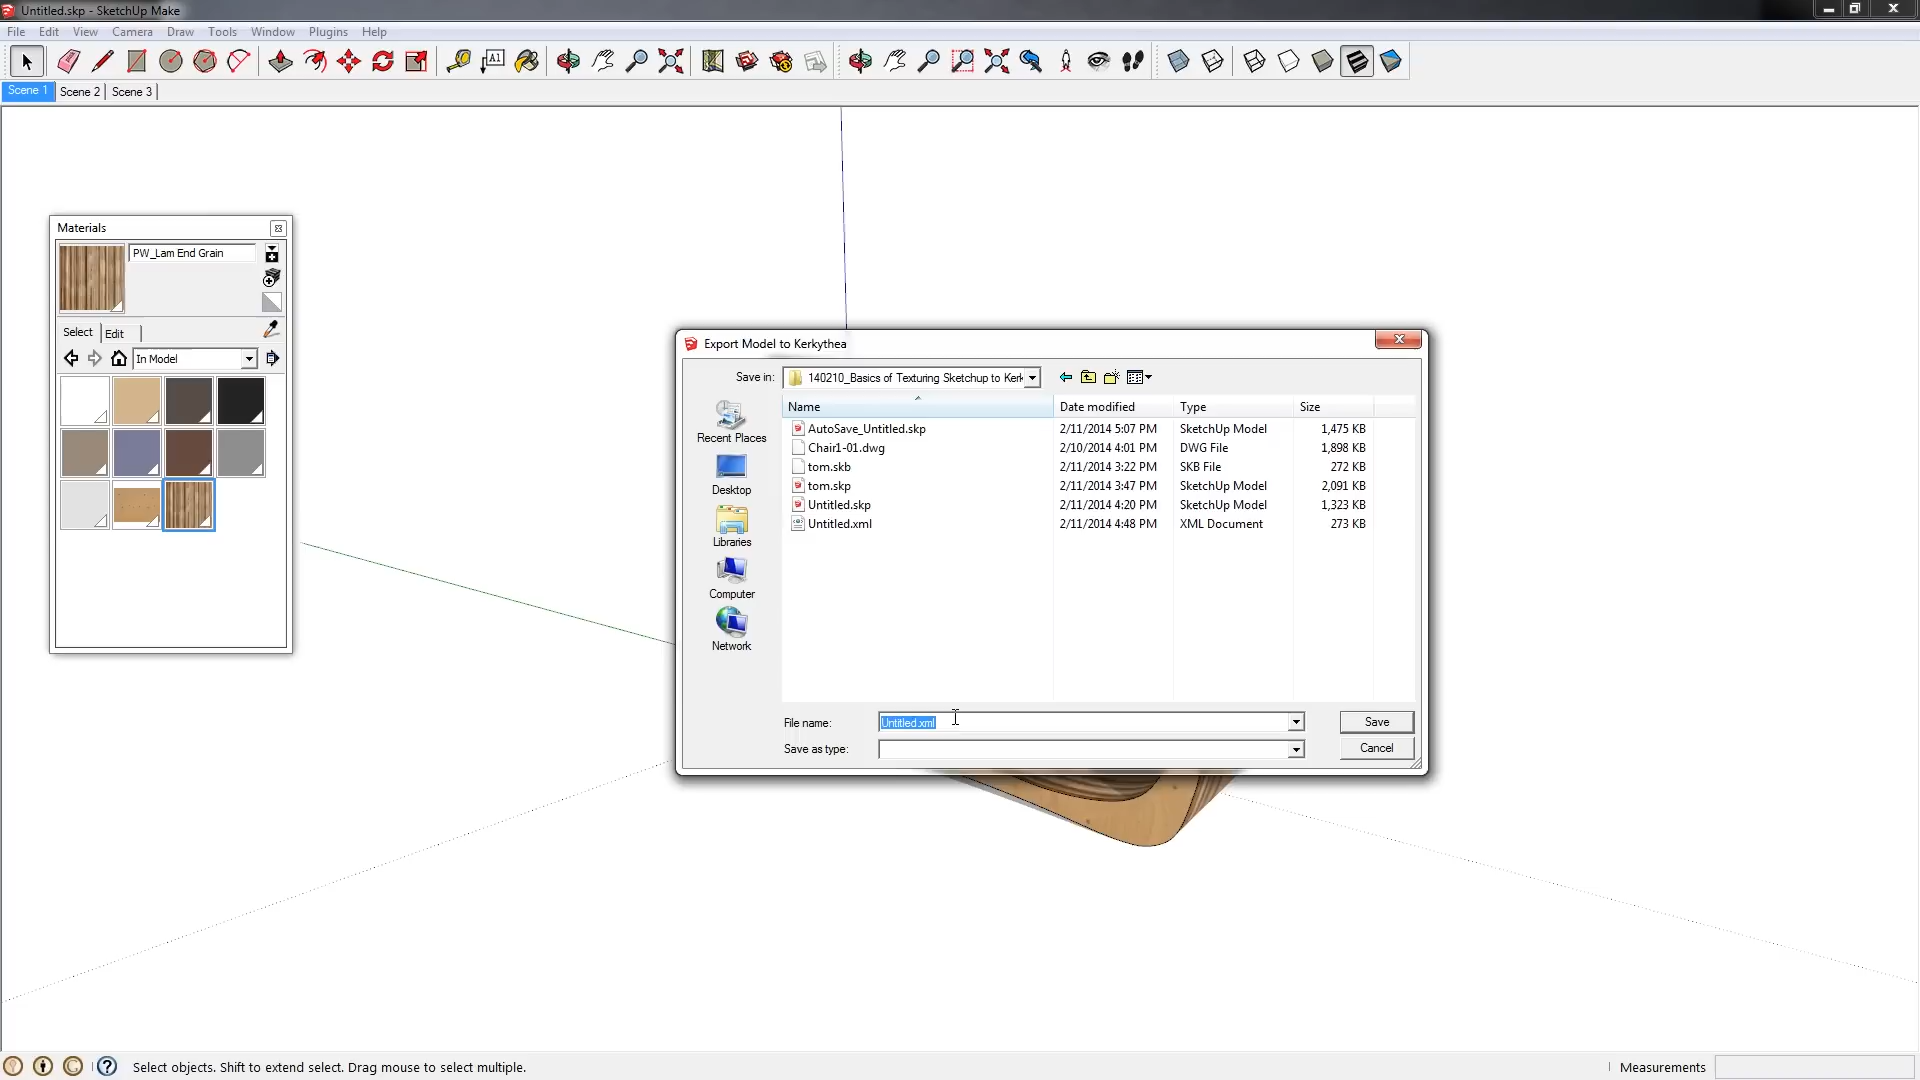 Untitled.skp - SketchUp Make
File Edit View Camera Draw Tools Window Plugins Help
A1
Scene 1 Scene 2 Scene 3
Materials
PW_Lam End Grain
Select Edit
In Model
Export Model to Kerkythea
Save in: 140210_Basics of Texturing Sketchup to Kerk
Recent Places
Desktop
Libraries
Computer
Network
Name Date modified Type Size
AutoSave_Untitled.skp 2/11/2014 5:07 PM SketchUp Model 1,475 KB
Chair1-01.dwg 2/10/2014 4:01 PM DWG File 1,898 KB
tom.skb 2/11/2014 3:22 PM SKB File 272 KB
tom.skp 2/11/2014 3:47 PM SketchUp Model 2,091 KB
Untitled.skp 2/11/2014 4:20 PM SketchUp Model 1,323 KB
Untitled.xml 2/11/2014 4:48 PM XML Document 273 KB
File name: Untitled.xml Save
Save as type: Cancel
Select objects. Shift to extend select. Drag mouse to select multiple.
Measurements